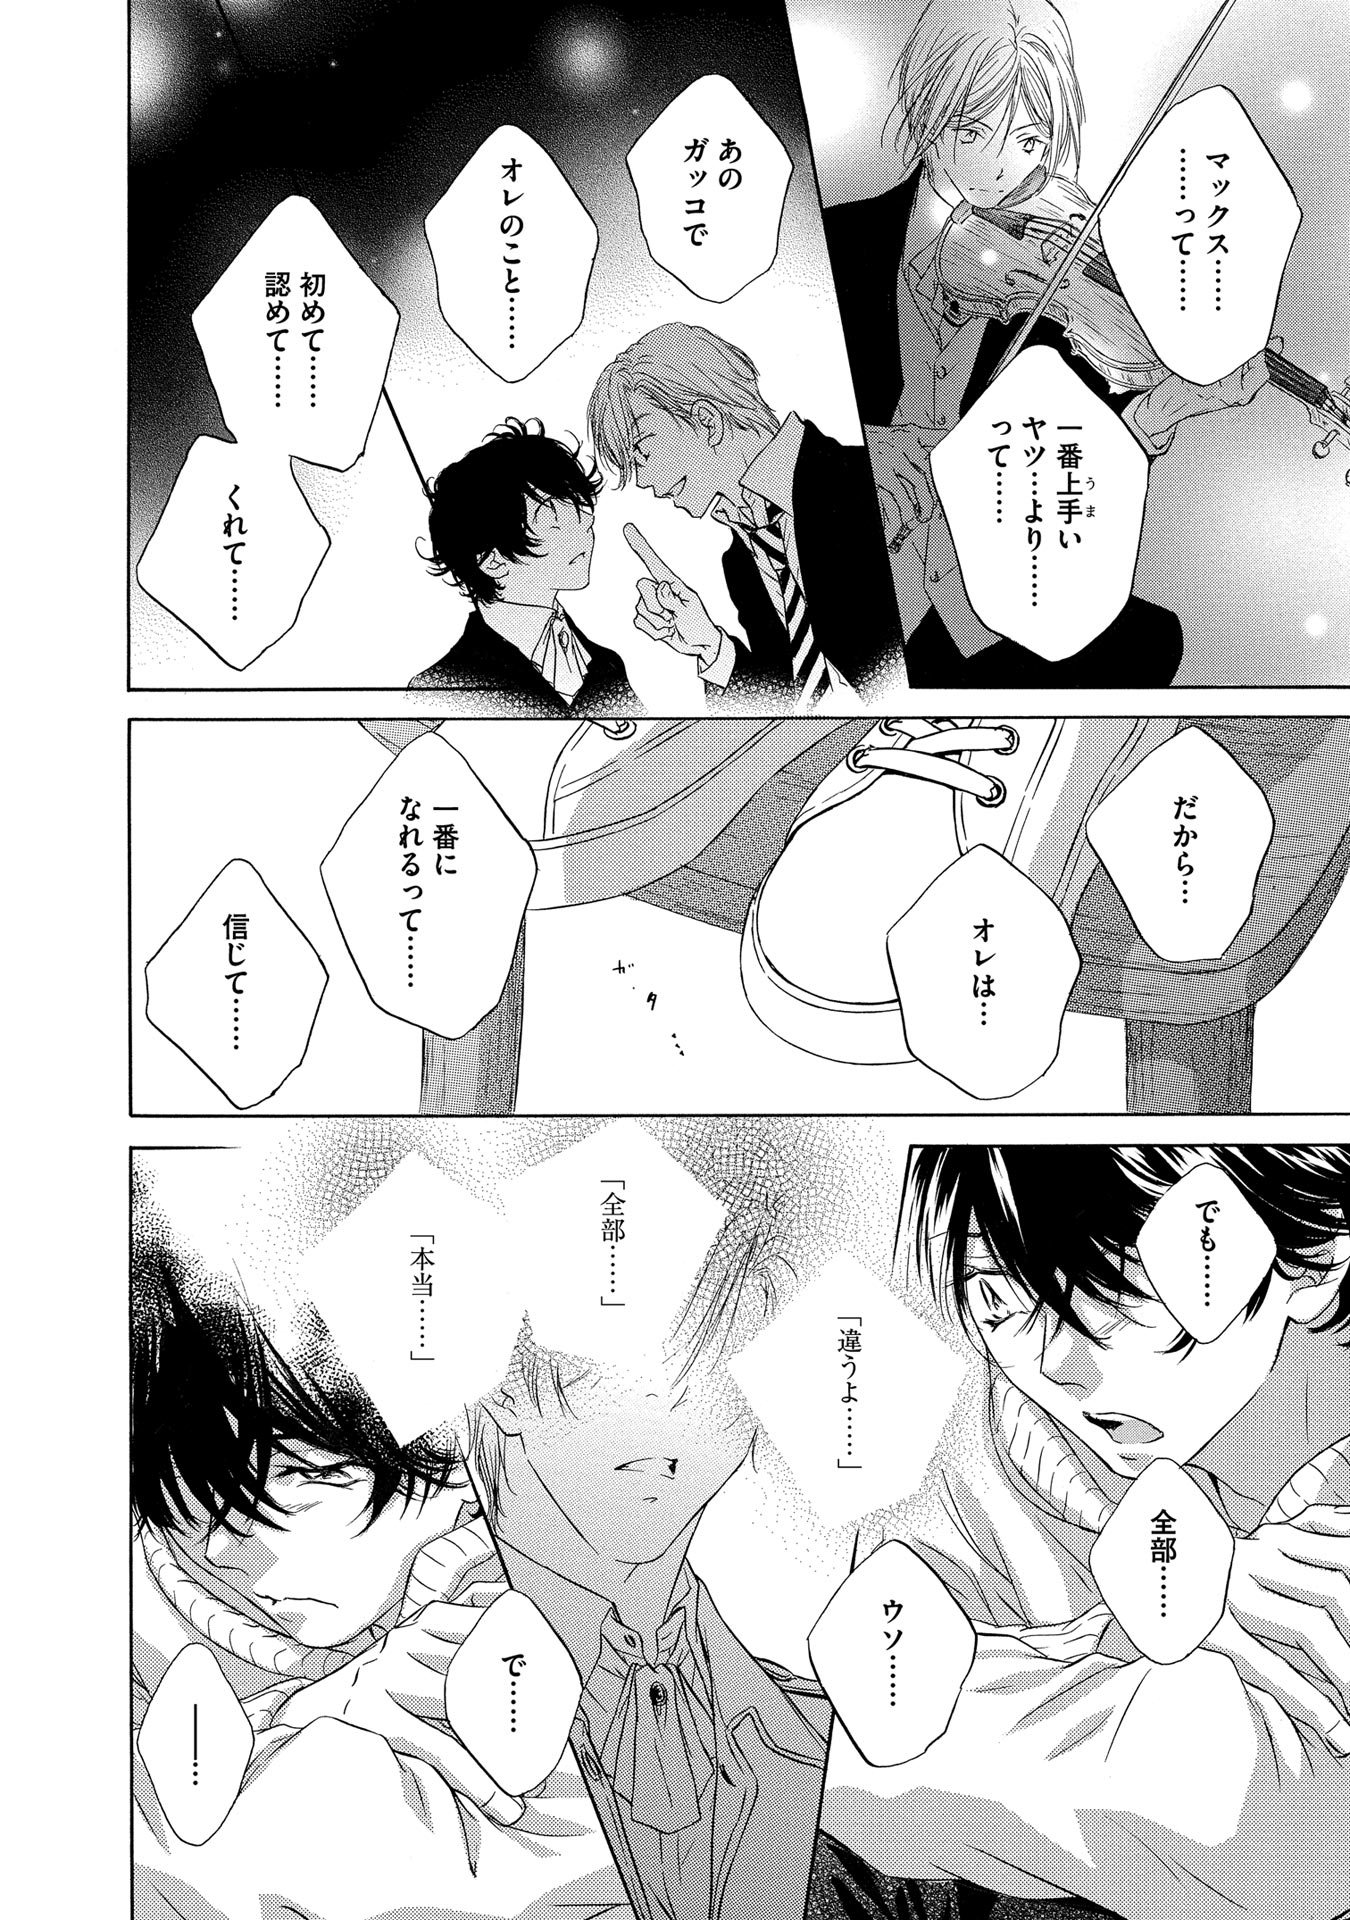 マックス……
……って……
一番上手い
うま
ヤツ…より……
って……
あの
ガッコで
オレのこと……
初めて……
認めて……
くれて……
だから…
オレは…
一番に
なれるって……
信じて……
ガタ…
でも……
全部……
ウソ……
「違うよ……」
「全部……」
「本当……」
で……
――…